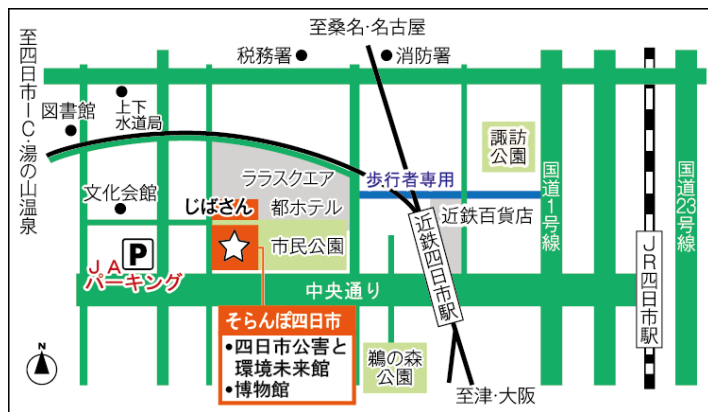 至桑名・名古屋
税務署
消防署
至四日市IC・湯の山温泉
図書館
上下
水道局
諏訪
公園
ララスクエア
歩行者専用
文化会館
じばさん
都ホテル
近鉄百貨店
国道1号線
国道23号線
市民公園
近鉄四日市駅
JR四日市駅
P
JA
パーキング
中央通り
そらんぽ四日市
•四日市公害と
環境未来館
•博物館
鵜の森
公園
至津・大阪
N